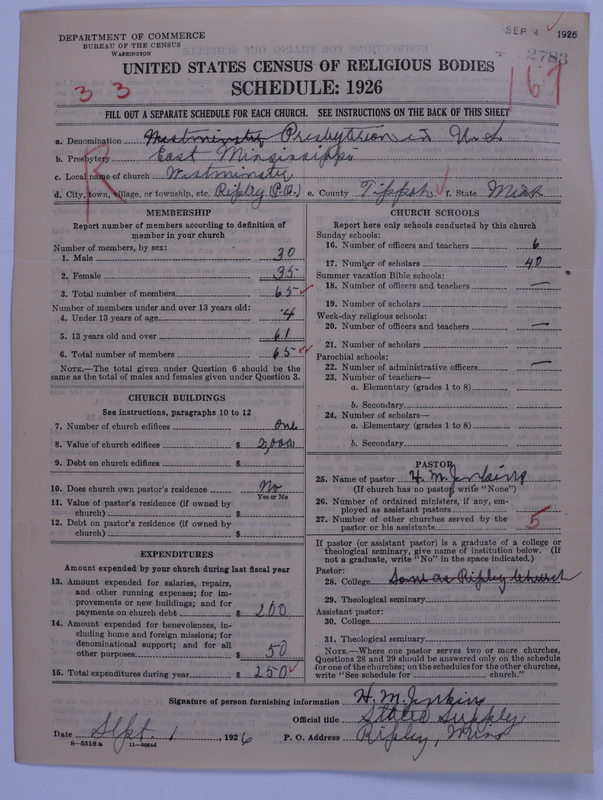 DEPARTMENT OF COMMERCE
BUREAU OF THE CENSUS
WASHINGTON
SEP 4 1926
2783
UNITED STATES CENSUS OF RELIGIOUS BODIES
SCHEDULE: 1926
3 3
167
FILL OUT A SEPARATE SCHEDULE FOR EACH CHURCH. SEE INSTRUCTIONS ON THE BACK OF THIS SHEET
R
a. Denomination Westminster Presbyterian in U.S.
b. Presbytery East Mississippi
c. Local name of church Westminster
d. City, town, village, or township, etc. Ripley (P.O.) e. County Tippah f. State Miss
MEMBERSHIP
Report number of members according to definition of member in your church
Number of members, by sex:
1. Male 30
2. Female 35
3. Total number of members 65
Number of members under and over 13 years old:
4. Under 13 years of age 4
5. 13 years old and over 61
6. Total number of members 65
NOTE.—The total given under Question 6 should be the
same as the total of males and females given under Question 3.
CHURCH BUILDINGS
See instructions, paragraphs 10 to 12
7. Number of church edifices one
8. Value of church edifices $ 2,000
9. Debt on church edifices $
10. Does church own pastor's residence No
Yes or No
11. Value of pastor's residence (if owned by
church) $
12. Debt on pastor's residence (if owned by
church) $
EXPENDITURES
Amount expended by your church during last fiscal year
13. Amount expended for salaries, repairs,
and other running expenses; for im-
provements or new buildings; and for
payments on church debt $ 200
14. Amount expended for benevolences, in-
cluding home and foreign missions; for
denominational support; and for all
other purposes $ 50
15. Total expenditures during year $ 250
CHURCH SCHOOLS
Report here only schools conducted by this church
Sunday schools:
16. Number of officers and teachers 6
17. Number of scholars 40
Summer vacation Bible schools:
18. Number of officers and teachers —
19. Number of scholars
Week-day religious schools:
20. Number of officers and teachers —
21. Number of scholars
Parochial schools:
22. Number of administrative officers —
23. Number of teachers—
a. Elementary (grades 1 to 8)
b. Secondary
24. Number of scholars—
a. Elementary (grades 1 to 8)
b. Secondary
PASTOR
25. Name of pastor H. M. Jenkins
(If church has no pastor, write "None")
26. Number of ordained ministers, if any, em-
ployed as assistant pastors
27. Number of other churches served by the
pastor or his assistants 5
If pastor (or assistant pastor) is a graduate of a college or
theological seminary, give name of institution below. (If
not a graduate, write "No" in the space indicated.)
Pastor:
28. College Same as Ripley Church
29. Theological seminary
Assistant pastor:
30. College
31. Theological seminary
NOTE.—Where one pastor serves two or more churches,
Questions 28 and 29 should be answered only on the schedule
for one of the churches; on the schedules for the other churches,
write "See schedule for church."
Signature of person furnishing information H. M. Jenkins
Official title Stated Supply
Date Sept. 1, 1926 P. O. Address Ripley, Miss
8—5518 a 11—9054d